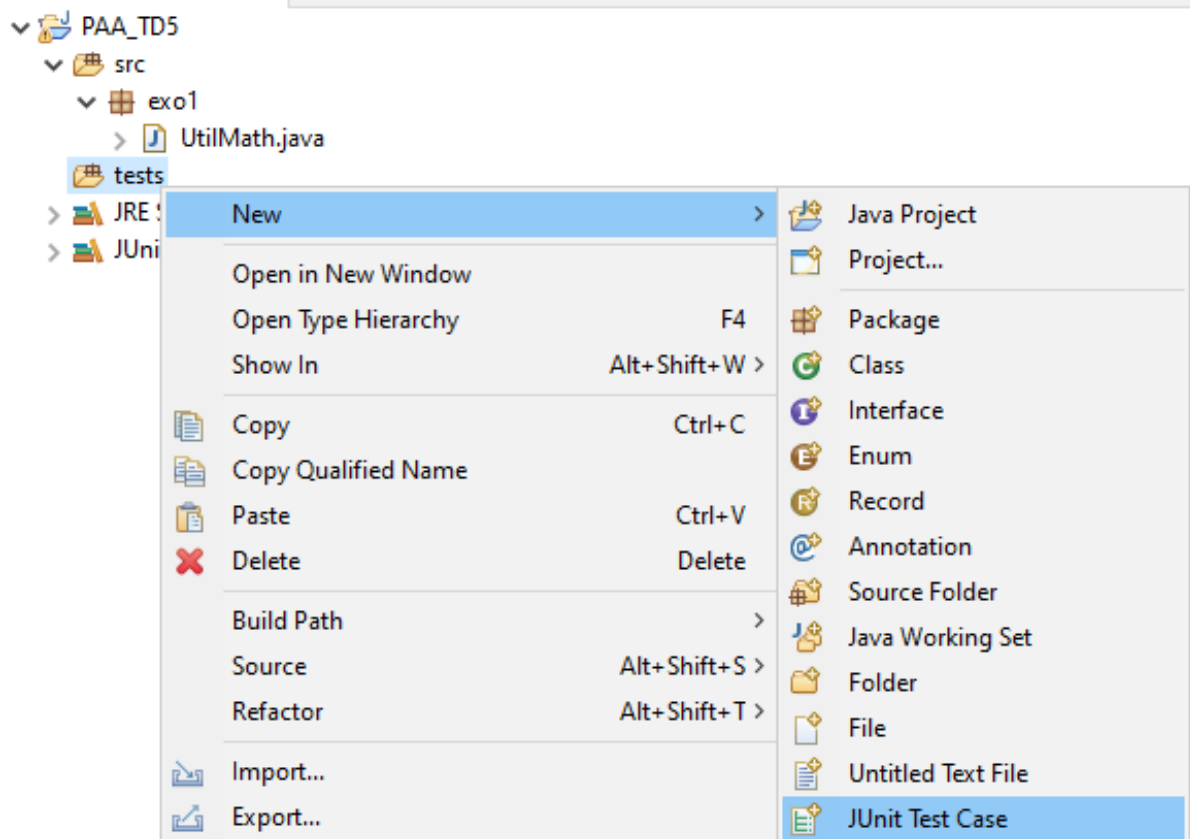 PAA_TD5
src
exo1
UtilMath.java
tests
JRE
JUni
New
Open in New Window
Open Type Hierarchy F4
Show In Alt+Shift+W
Copy Ctrl+C
Copy Qualified Name
Paste Ctrl+V
Delete Delete
Build Path
Source Alt+Shift+S
Refactor Alt+Shift+T
Import...
Export...
Java Project
Project...
Package
Class
Interface
Enum
Record
Annotation
Source Folder
Java Working Set
Folder
File
Untitled Text File
JUnit Test Case